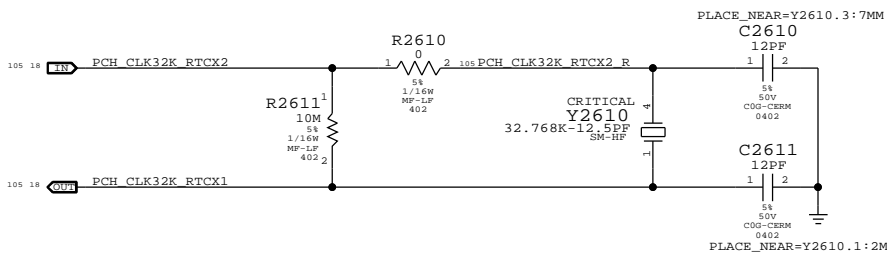 PLACE_NEAR=Y2610.3:7MM
C2610
12PF
1 2
5%
50V
C0G-CERM
0402
R2610
0
1 2
5%
1/16W
MF-LF
402
105 18 IN PCH_CLK32K_RTCX2
105 PCH_CLK32K_RTCX2_R
R2611
1
10M
5%
1/16W
MF-LF
402
2
CRITICAL
4
Y2610
32.768K-12.5PF
SM-HF
1
C2611
12PF
1 2
5%
50V
C0G-CERM
0402
105 18 OUT PCH_CLK32K_RTCX1
PLACE_NEAR=Y2610.1:2M